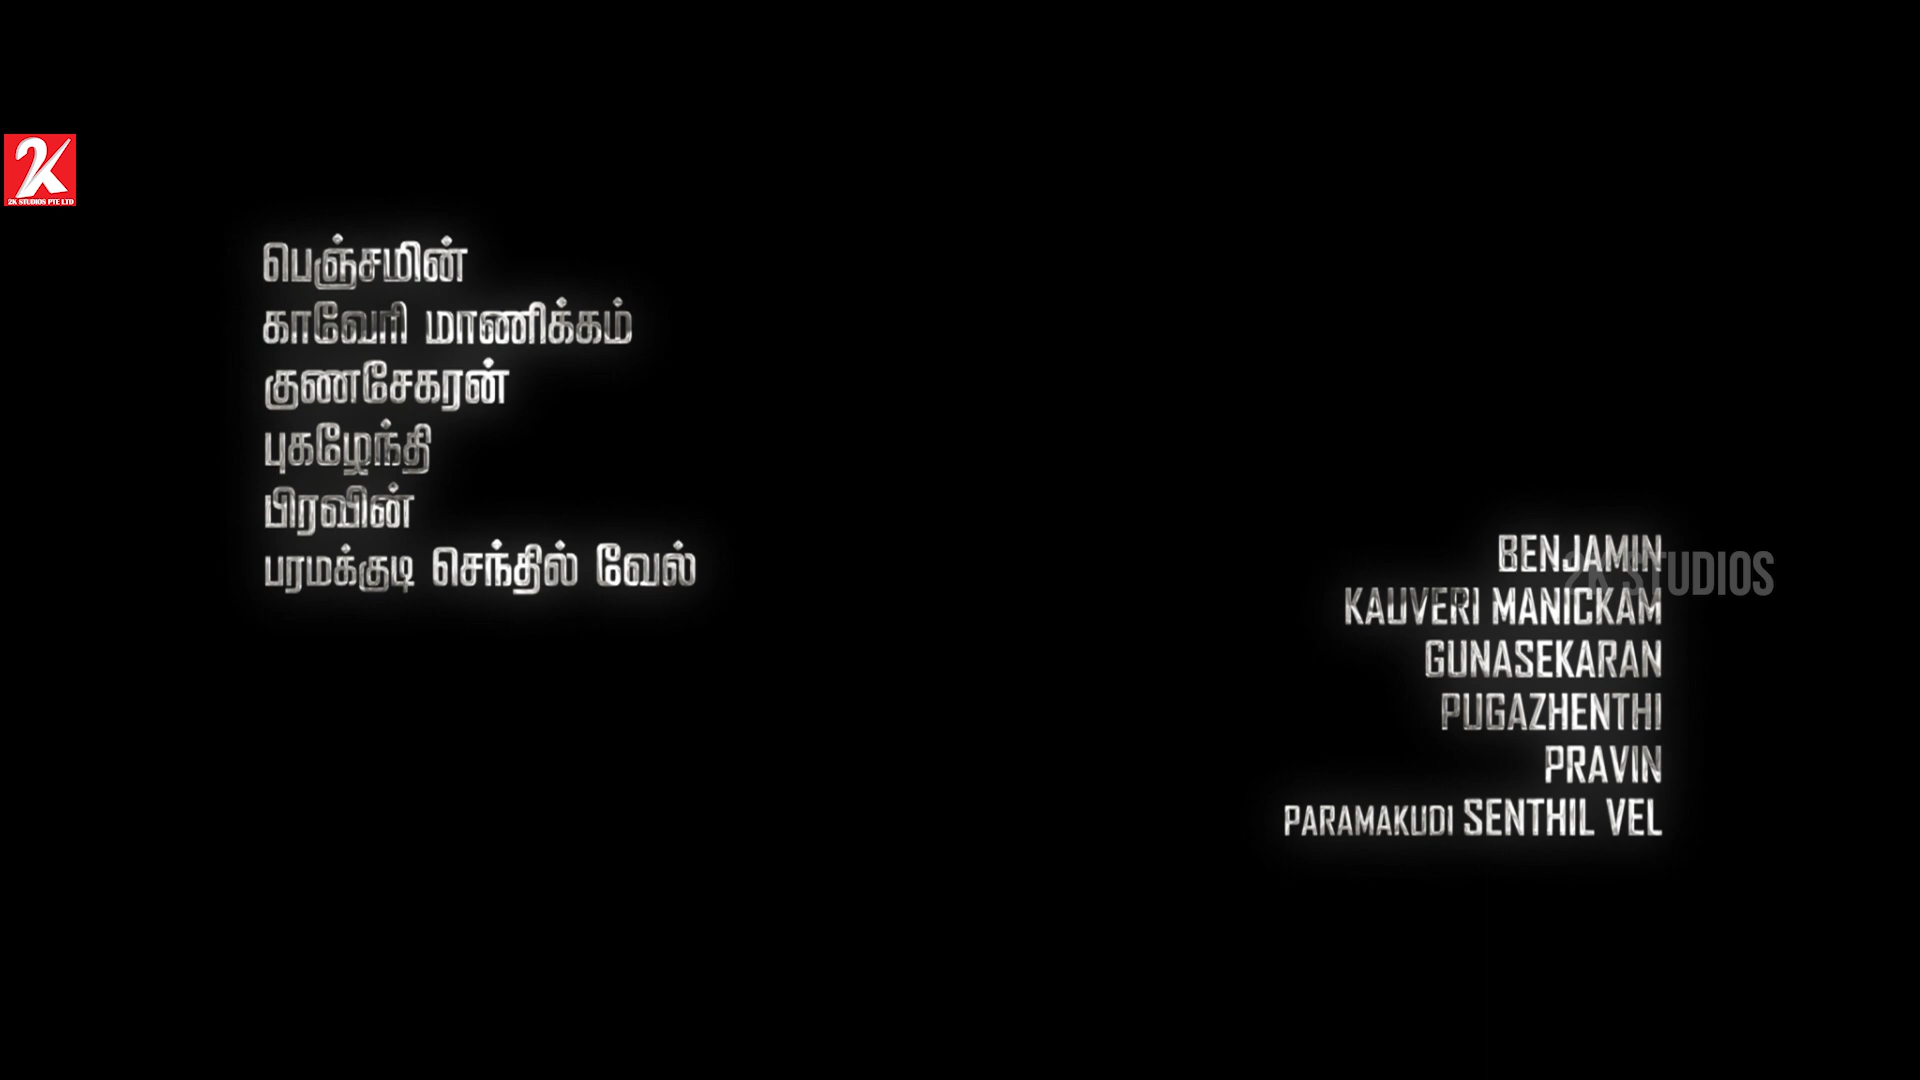 2K
2K STUDIOS PTE LTD
பெஞ்சமின்
காவேரி மாணிக்கம்
குணசேகரன்
புகழேந்தி
பிரவின்
பரமக்குடி செந்தில் வேல்
BENJAMIN
2K STUDIOS
KAUVERI MANICKAM
GUNASEKARAN
PUGAZHENTHI
PRAVIN
PARAMAKUDI SENTHIL VEL